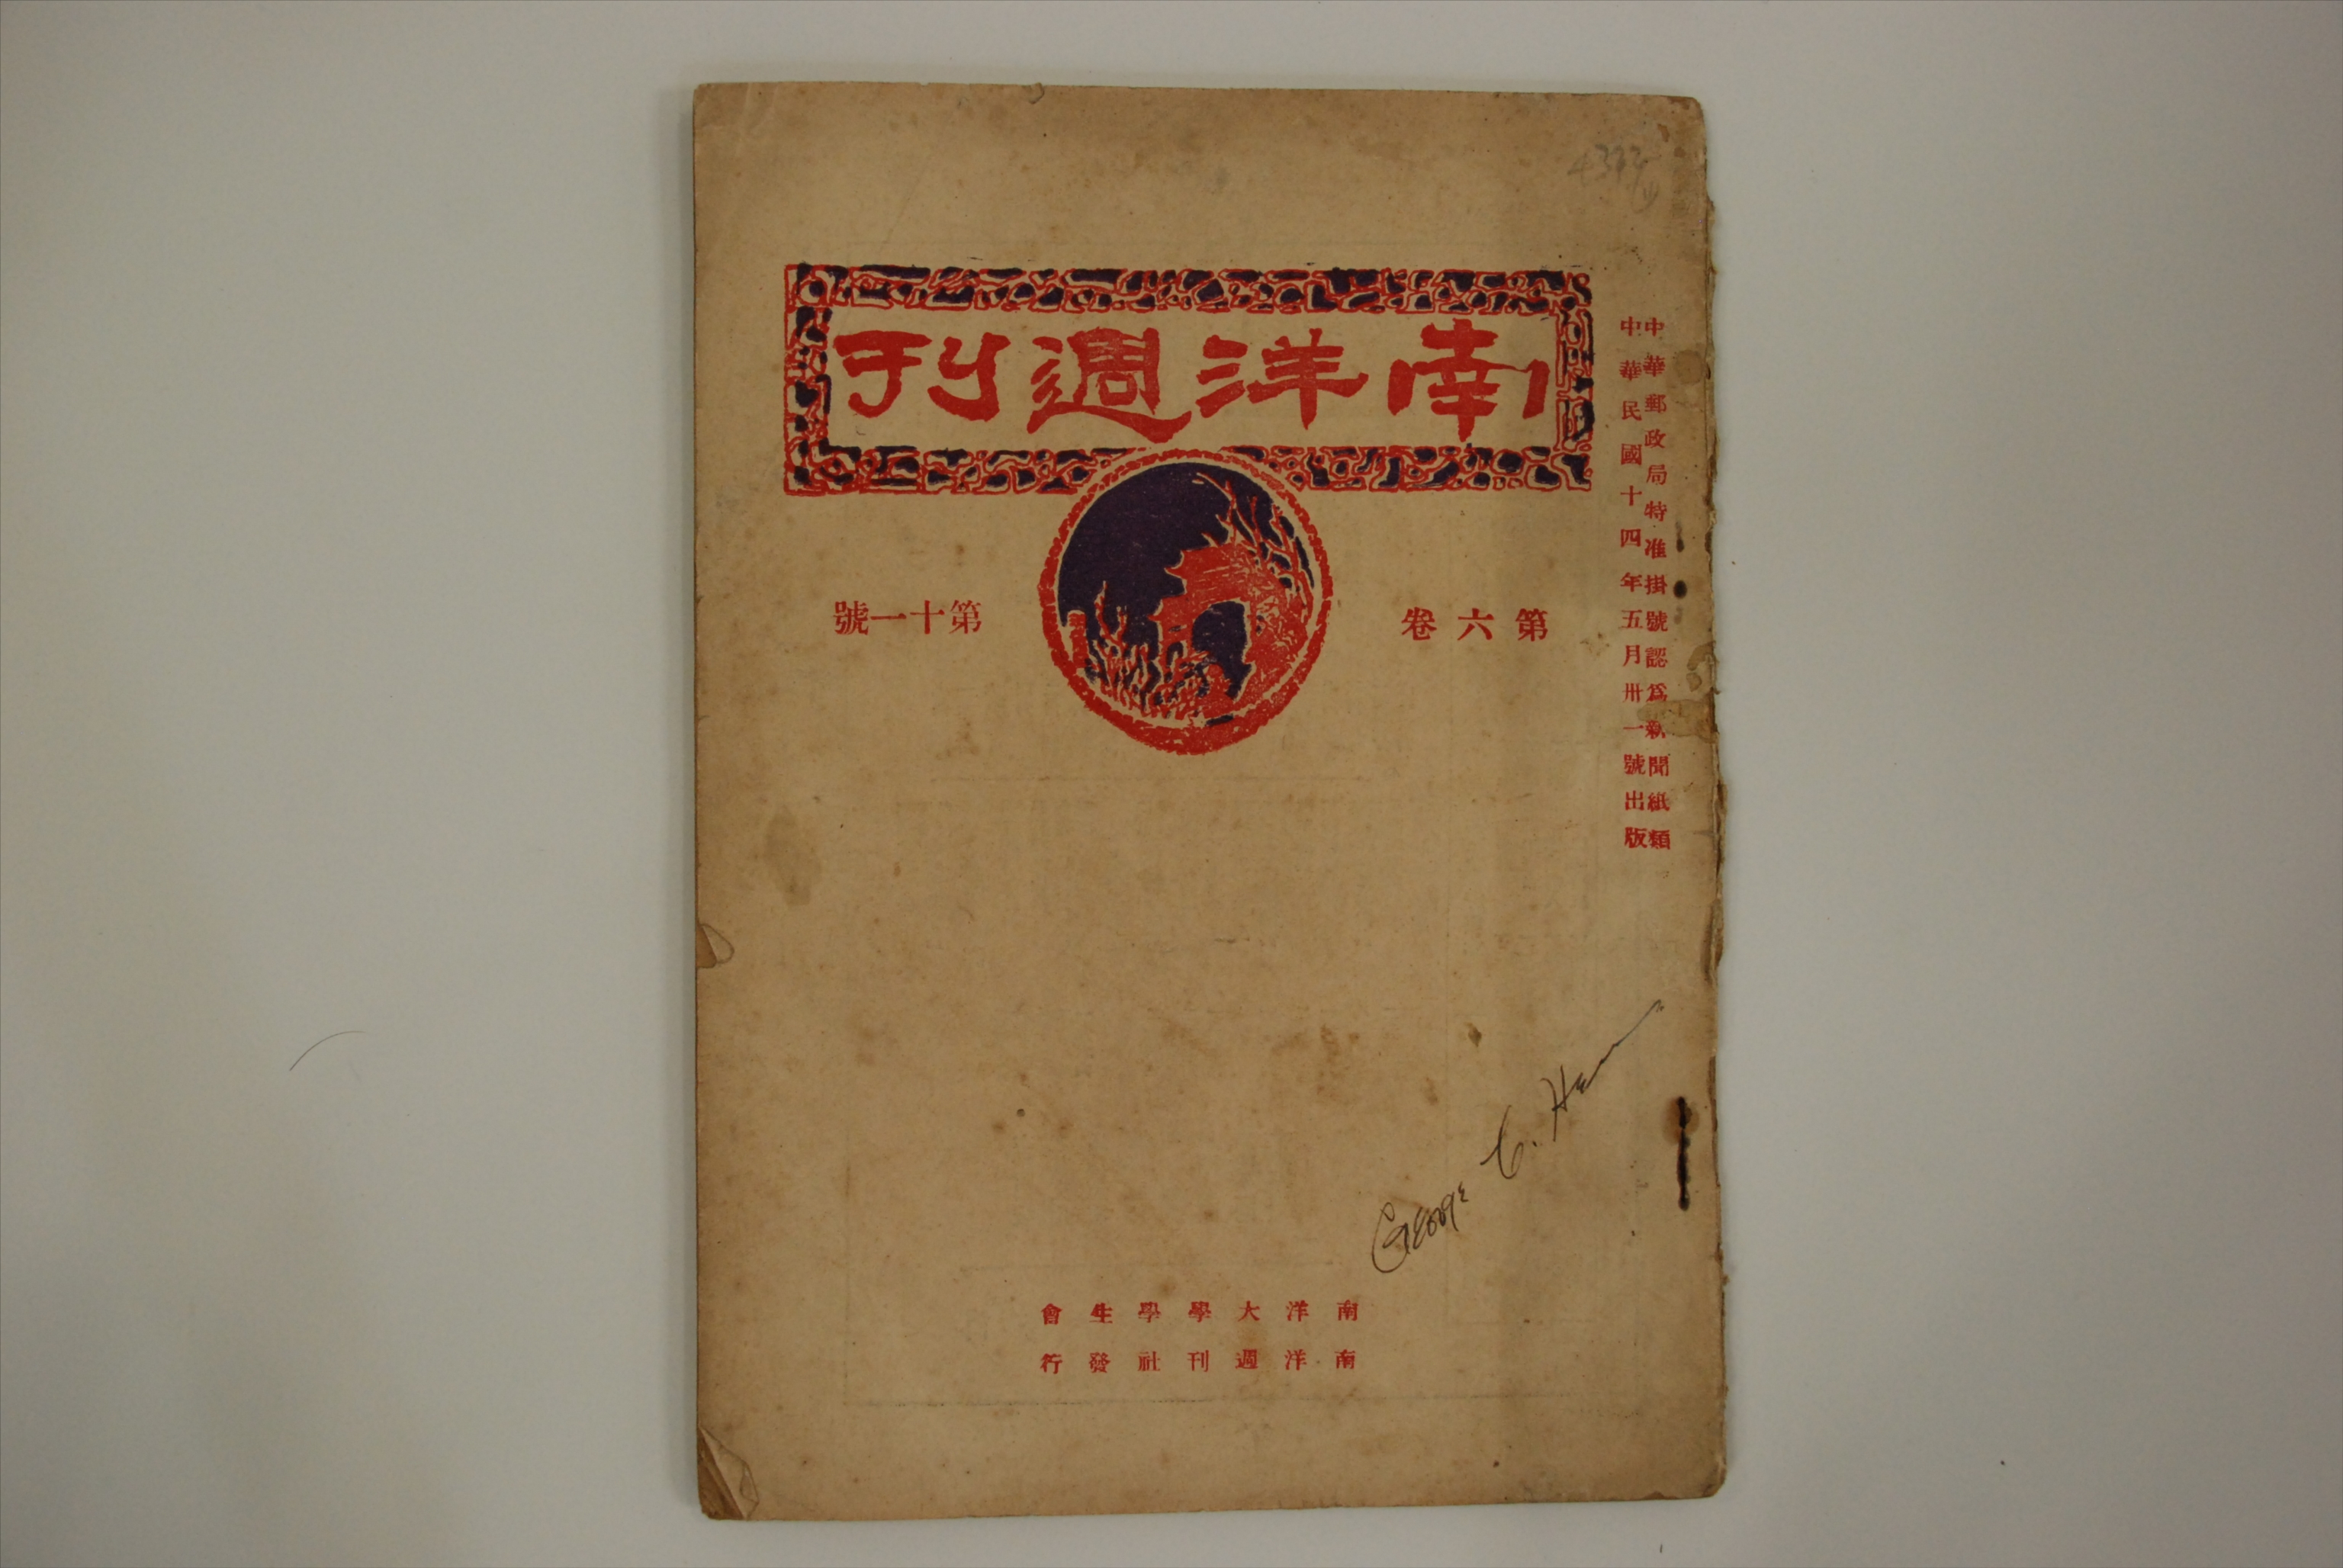 中華郵政局特准掛號認爲新聞紙類
中華民國十四年五月卅一號出版
南洋週刊
第六卷
第十一號
George C. H
南洋大學學生會
南洋週刊社發行